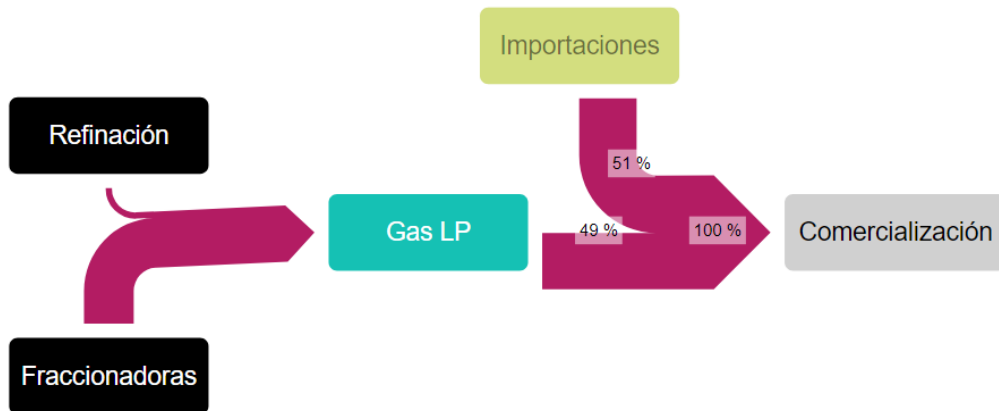 Importaciones
Refinación
51 %
Gas LP
49 %
100 %
Comercialización
Fraccionadoras